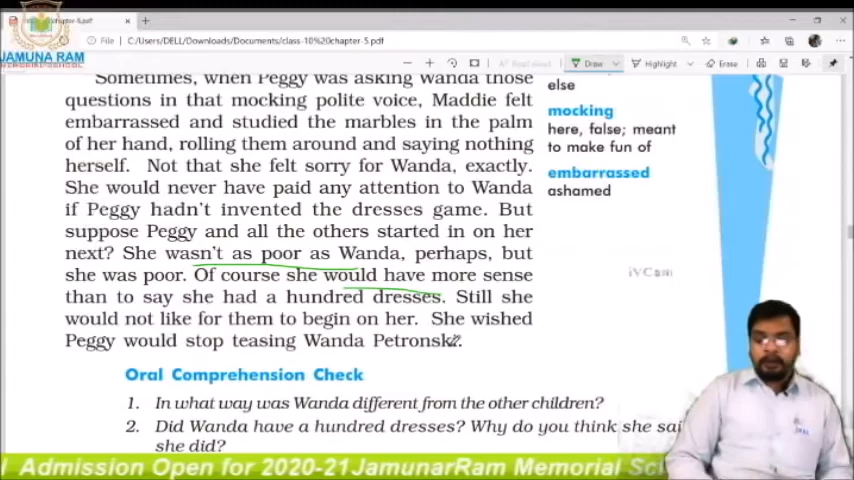 chapter-5.pdf
JAMUNA RAM
File
C:/Users/DELL/Downloads/Documents/class-10%20chapter-5.pdf
Read aloud
Draw
Highlight
Erase
Sometimes, when Peggy was asking Wanda those
questions in that mocking polite voice, Maddie felt
embarrassed and studied the marbles in the palm
of her hand, rolling them around and saying nothing
herself. Not that she felt sorry for Wanda, exactly.
She would never have paid any attention to Wanda
if Peggy hadn't invented the dresses game. But
suppose Peggy and all the others started in on her
next? She wasn't as poor as Wanda, perhaps, but
she was poor. Of course she would have more sense
than to say she had a hundred dresses. Still she
would not like for them to begin on her. She wished
Peggy would stop teasing Wanda Petronski.
else
mocking
here, false; meant
to make fun of
embarrassed
ashamed
iVCam
Oral Comprehension Check
1. In what way was Wanda different from the other children?
2. Did Wanda have a hundred dresses? Why do you think she sai
she did?
Admission Open for 2020-21JamunarRam Memorial Sc